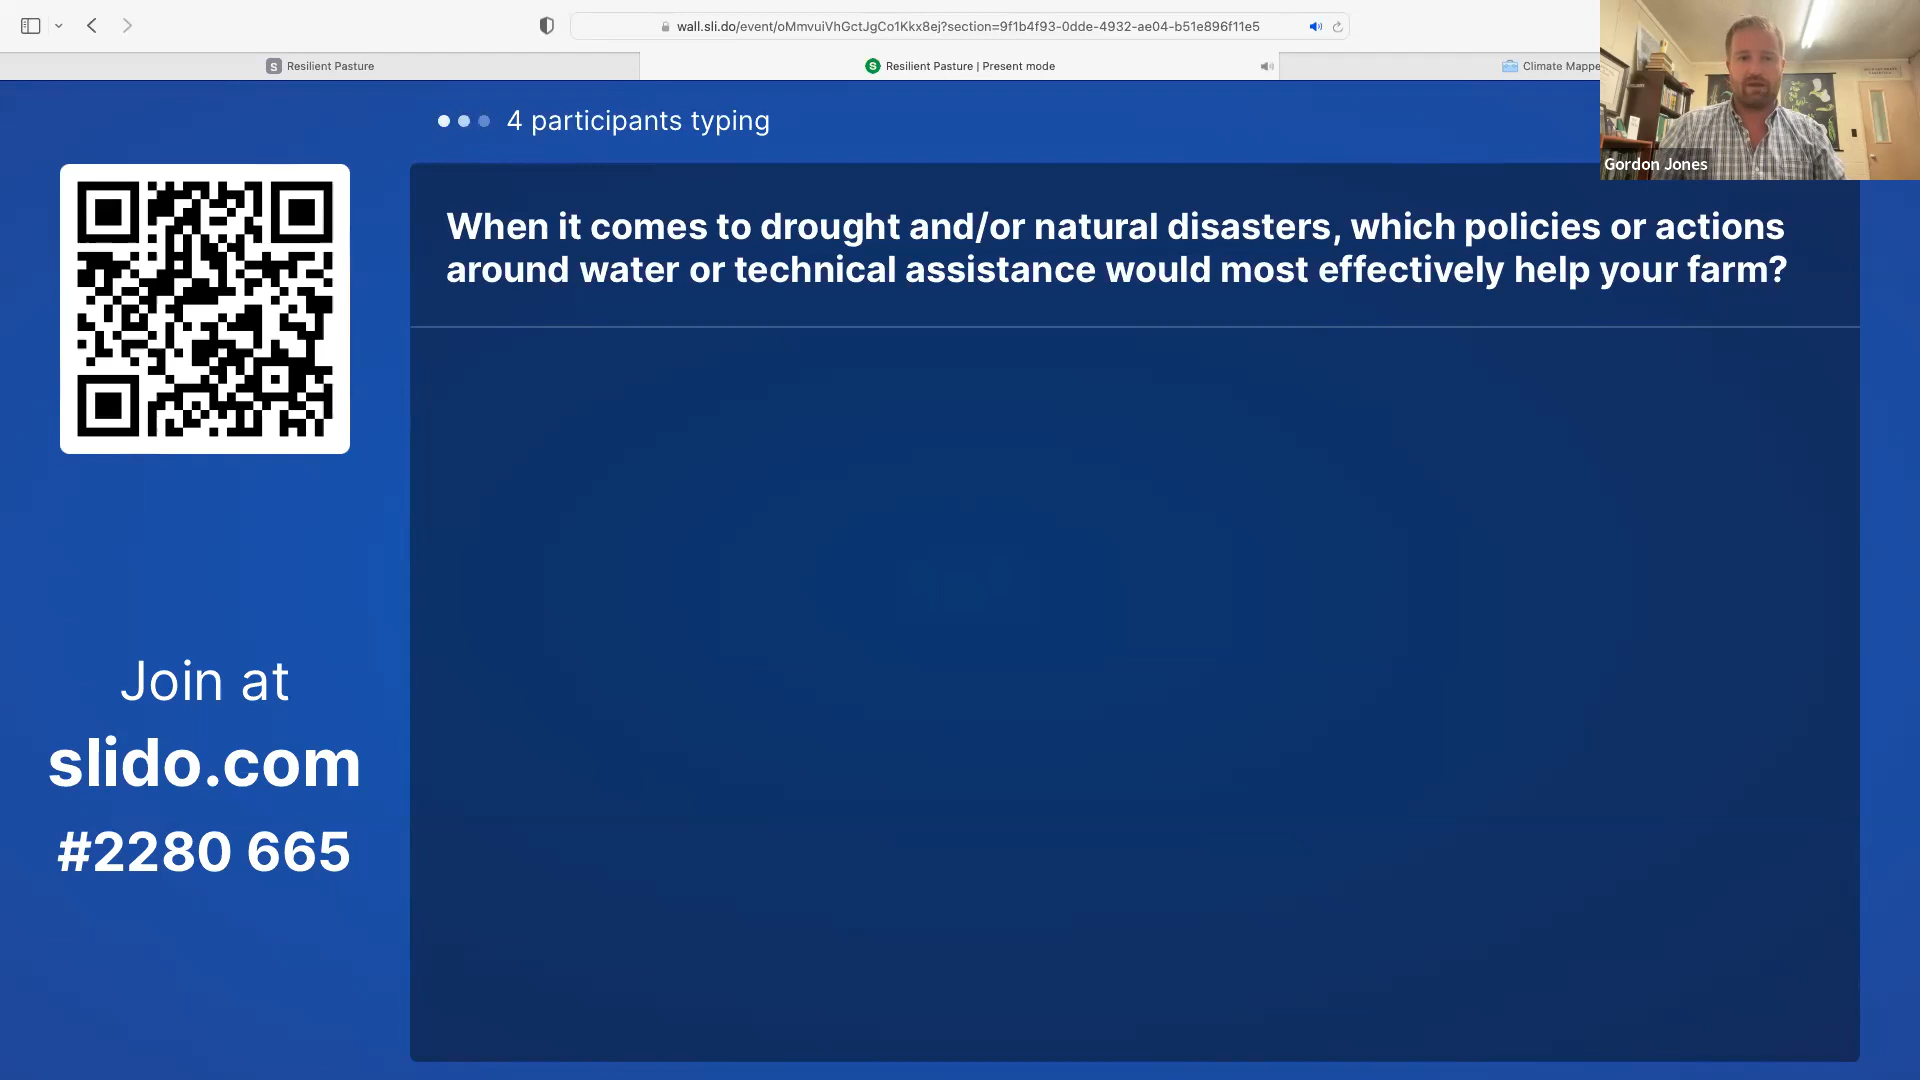 wall.sli.do/event/oMmvuiVhGctJgCo1Kkx8ej?section=9f1b4f93-0dde-4932-ae04-b51e896f11e5
S Resilient Pasture
S Resilient Pasture | Present mode
Climate Mappe
4 participants typing
Gordon Jones
When it comes to drought and/or natural disasters, which policies or actions
around water or technical assistance would most effectively help your farm?
Join at
slido.com
#2280 665